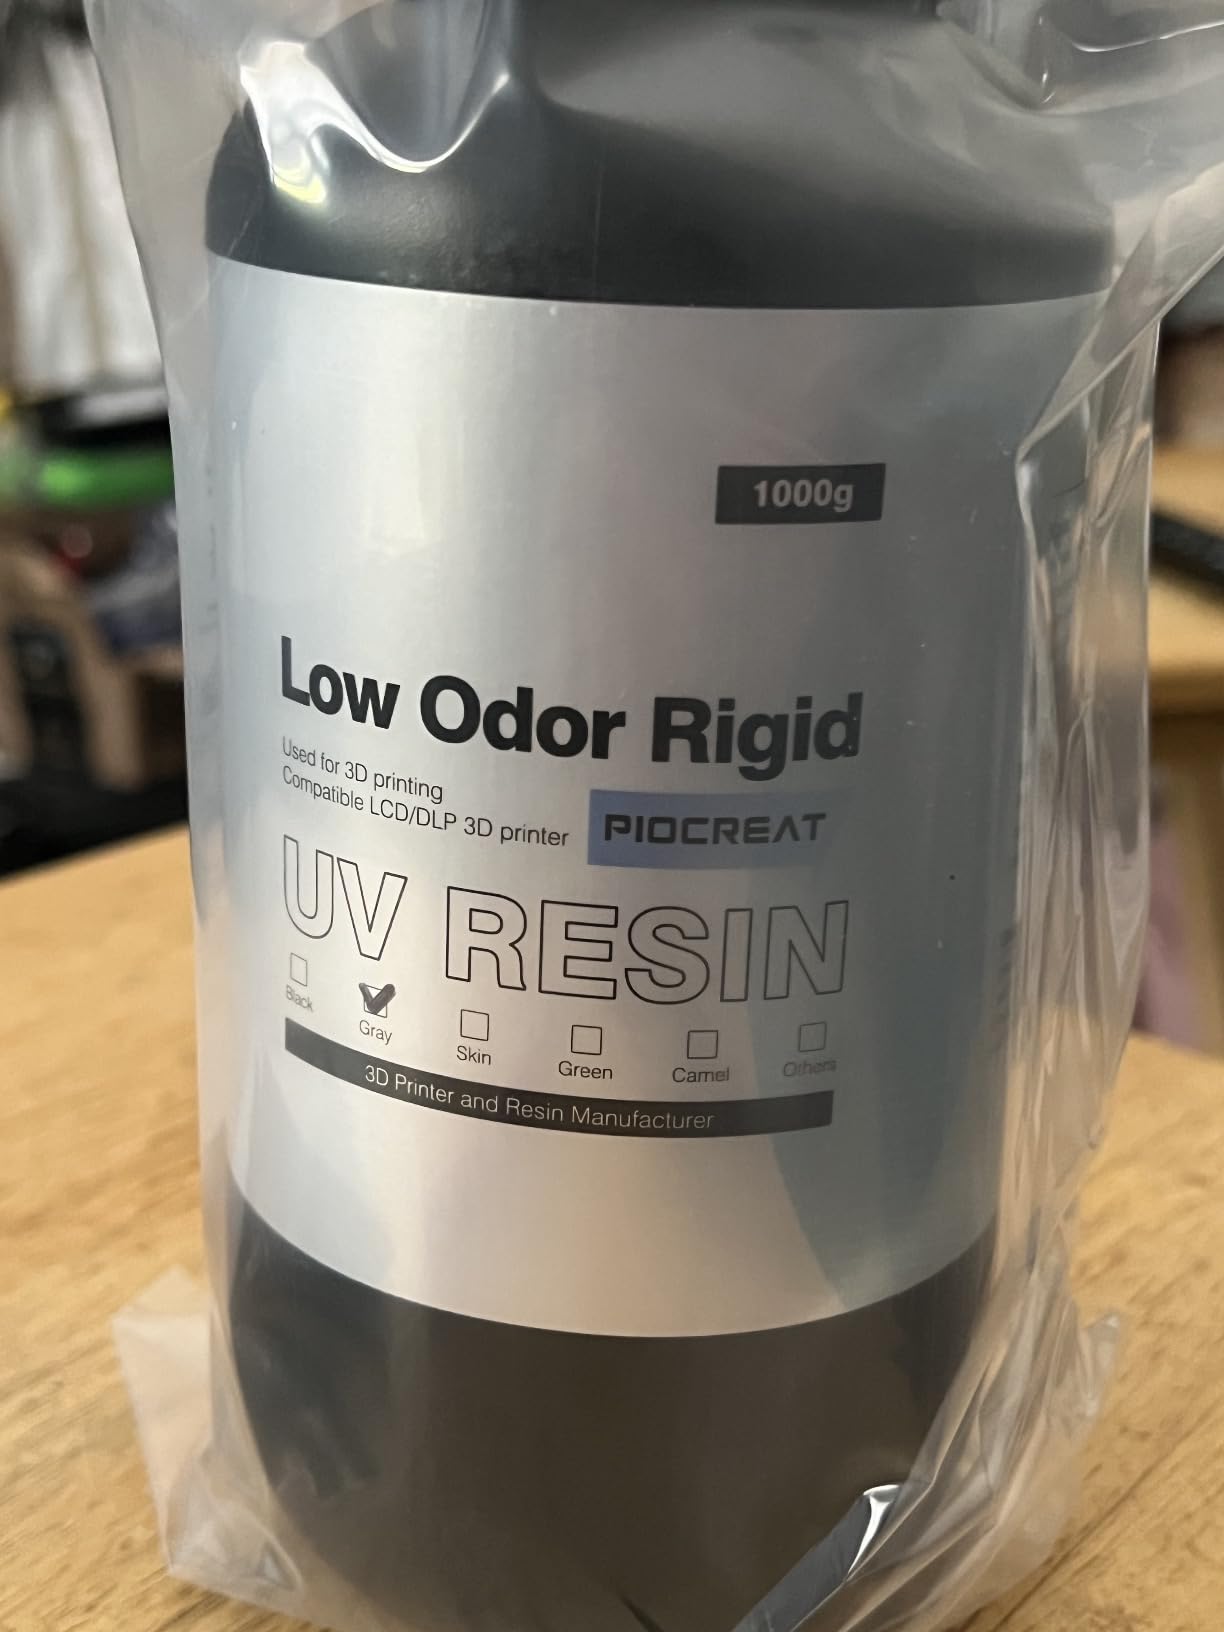 1000g
Low Odor Rigid
Used for 3D printing
Compatible LCD/DLP 3D printer
PIOCREAT
UV RESIN
Black Gray Skin Green Camel Others
3D Printer and Resin Manufacturer